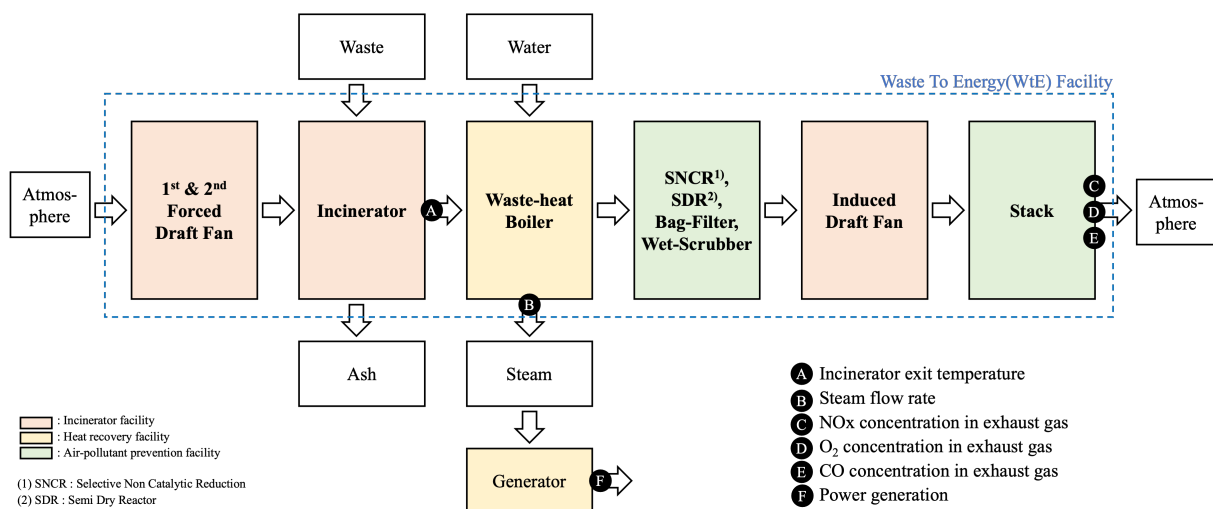 Waste
Water
Waste To Energy(WtE) Facility
Atmos-
phere
1st & 2nd
Forced
Draft Fan
Incinerator
A
Waste-heat
Boiler
SNCR1),
SDR2),
Bag-Filter,
Wet-Scrubber
Induced
Draft Fan
Stack
C
D
E
Atmos-
phere
B
Ash
Steam
Generator
F
A Incinerator exit temperature
B Steam flow rate
C NOx concentration in exhaust gas
D O2 concentration in exhaust gas
E CO concentration in exhaust gas
F Power generation
: Incinerator facility
: Heat recovery facility
: Air-pollutant prevention facility
(1) SNCR : Selective Non Catalytic Reduction
(2) SDR : Semi Dry Reactor